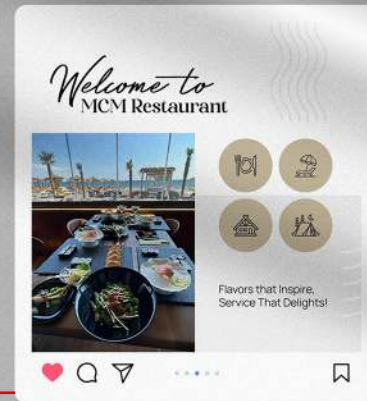 Welcome to
MCM Restaurant
Flavors that Inspire,
Service That Delights!